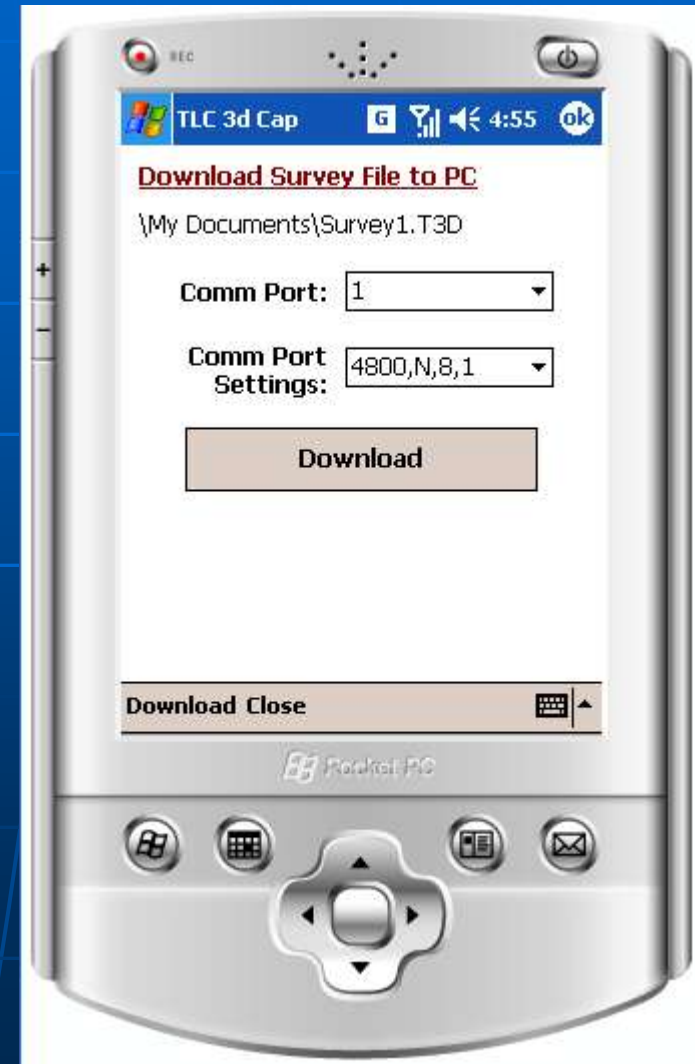 REC
TLC 3d Cap G 4:55 ok
Download Survey File to PC
\My Documents\Survey1.T3D
Comm Port: 1
Comm Port
Settings: 4800,N,8,1
Download
Download Close
Pocket PC